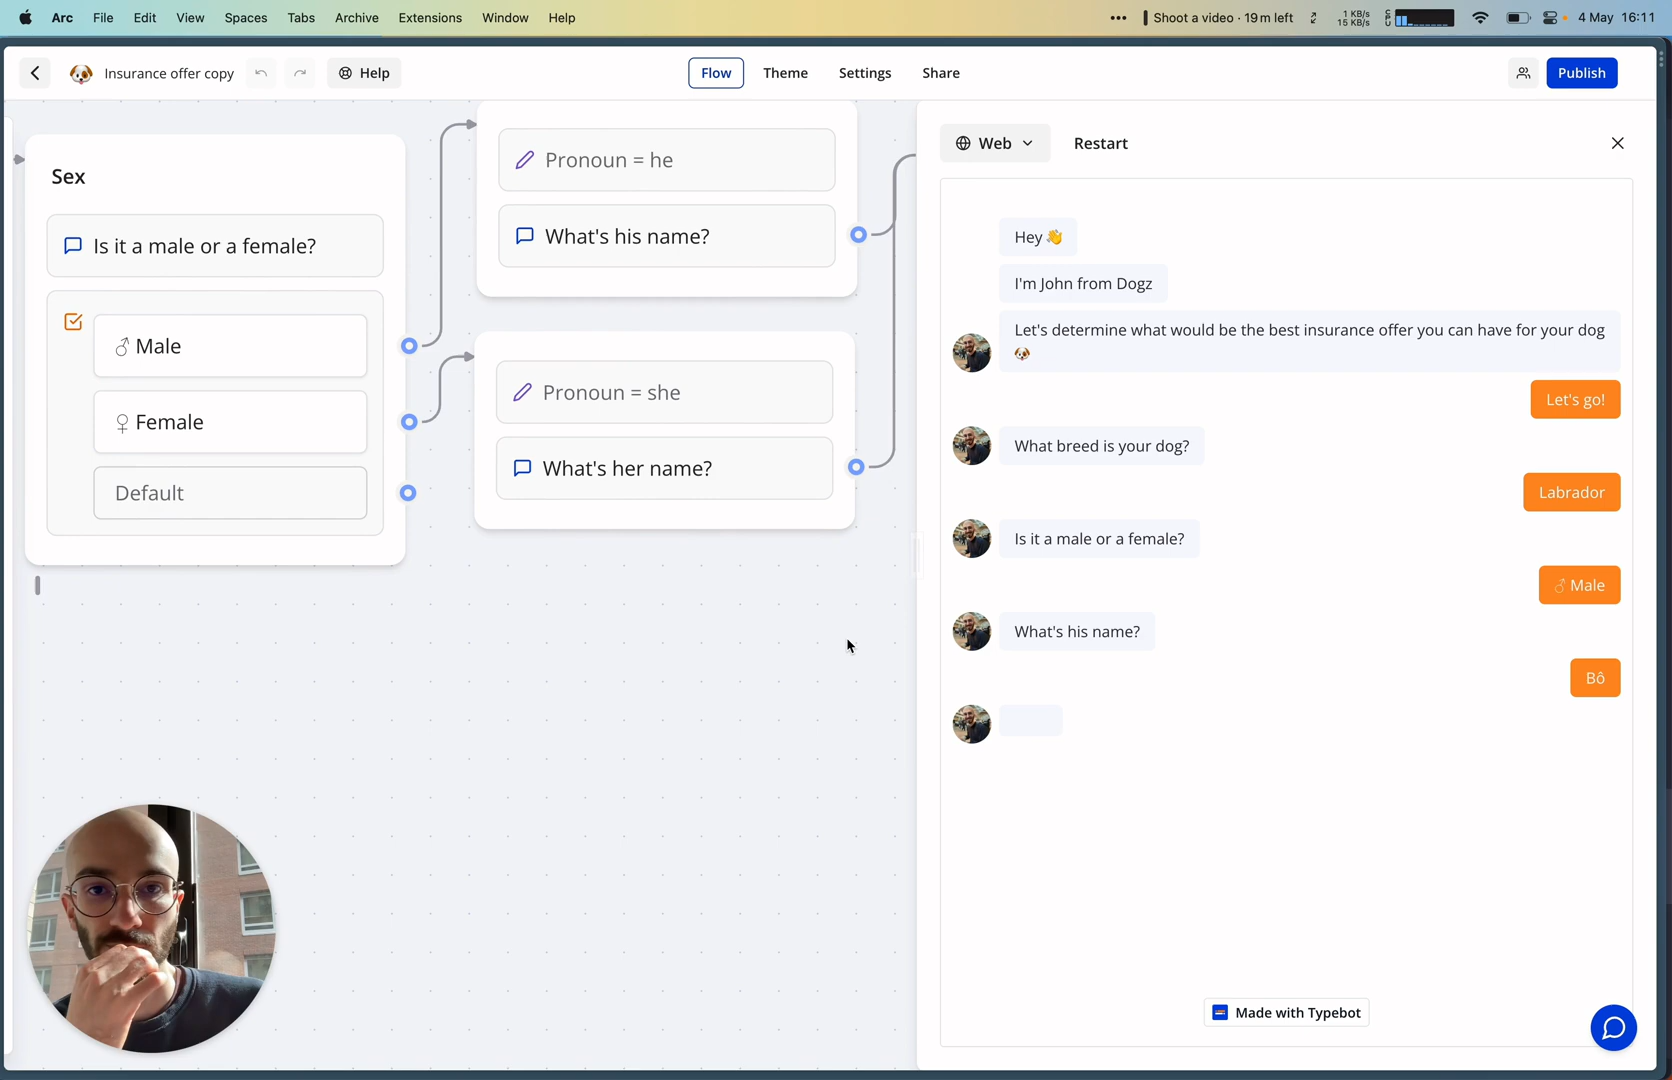 Arc File Edit View Spaces Tabs Archive Extensions Window Help
••• Shoot a video · 19 m left 1 KB/s 15 KB/s CPU 4 May 16:11
Insurance offer copy
Help
Flow Theme Settings Share
Publish
Sex
Is it a male or a female?
♂ Male
♀ Female
Default
Pronoun = he
What's his name?
Pronoun = she
What's her name?
Web
Restart
Hey 👋
I'm John from Dogz
Let's determine what would be the best insurance offer you can have for your dog
🐶
Let's go!
What breed is your dog?
Labrador
Is it a male or a female?
♂ Male
What's his name?
Bô
Made with Typebot